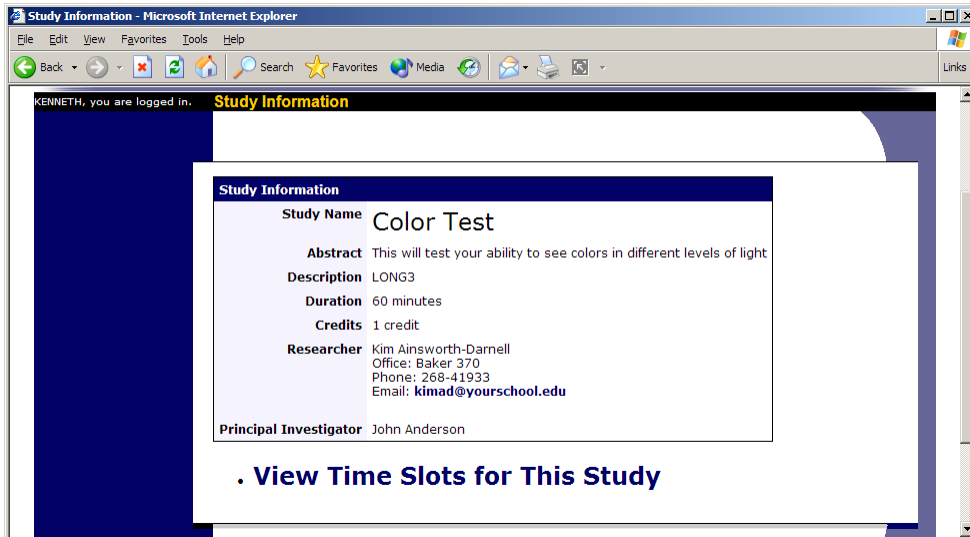 Study Information - Microsoft Internet Explorer
File Edit View Favorites Tools Help
Back Search Favorites Media Links
KENNETH, you are logged in. Study Information
Study Information
Study Name Color Test
Abstract This will test your ability to see colors in different levels of light
Description LONG3
Duration 60 minutes
Credits 1 credit
Researcher Kim Ainsworth-Darnell
Office: Baker 370
Phone: 268-41933
Email: kimad@yourschool.edu
Principal Investigator John Anderson
• View Time Slots for This Study